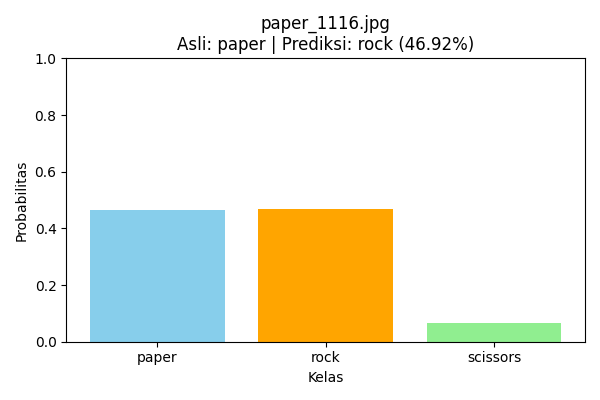 paper_1116.jpg
Asli: paper | Prediksi: rock (46.92%)
1.0
0.8
0.6
0.4
0.2
0.0
Probabilitas
paper
rock
scissors
Kelas